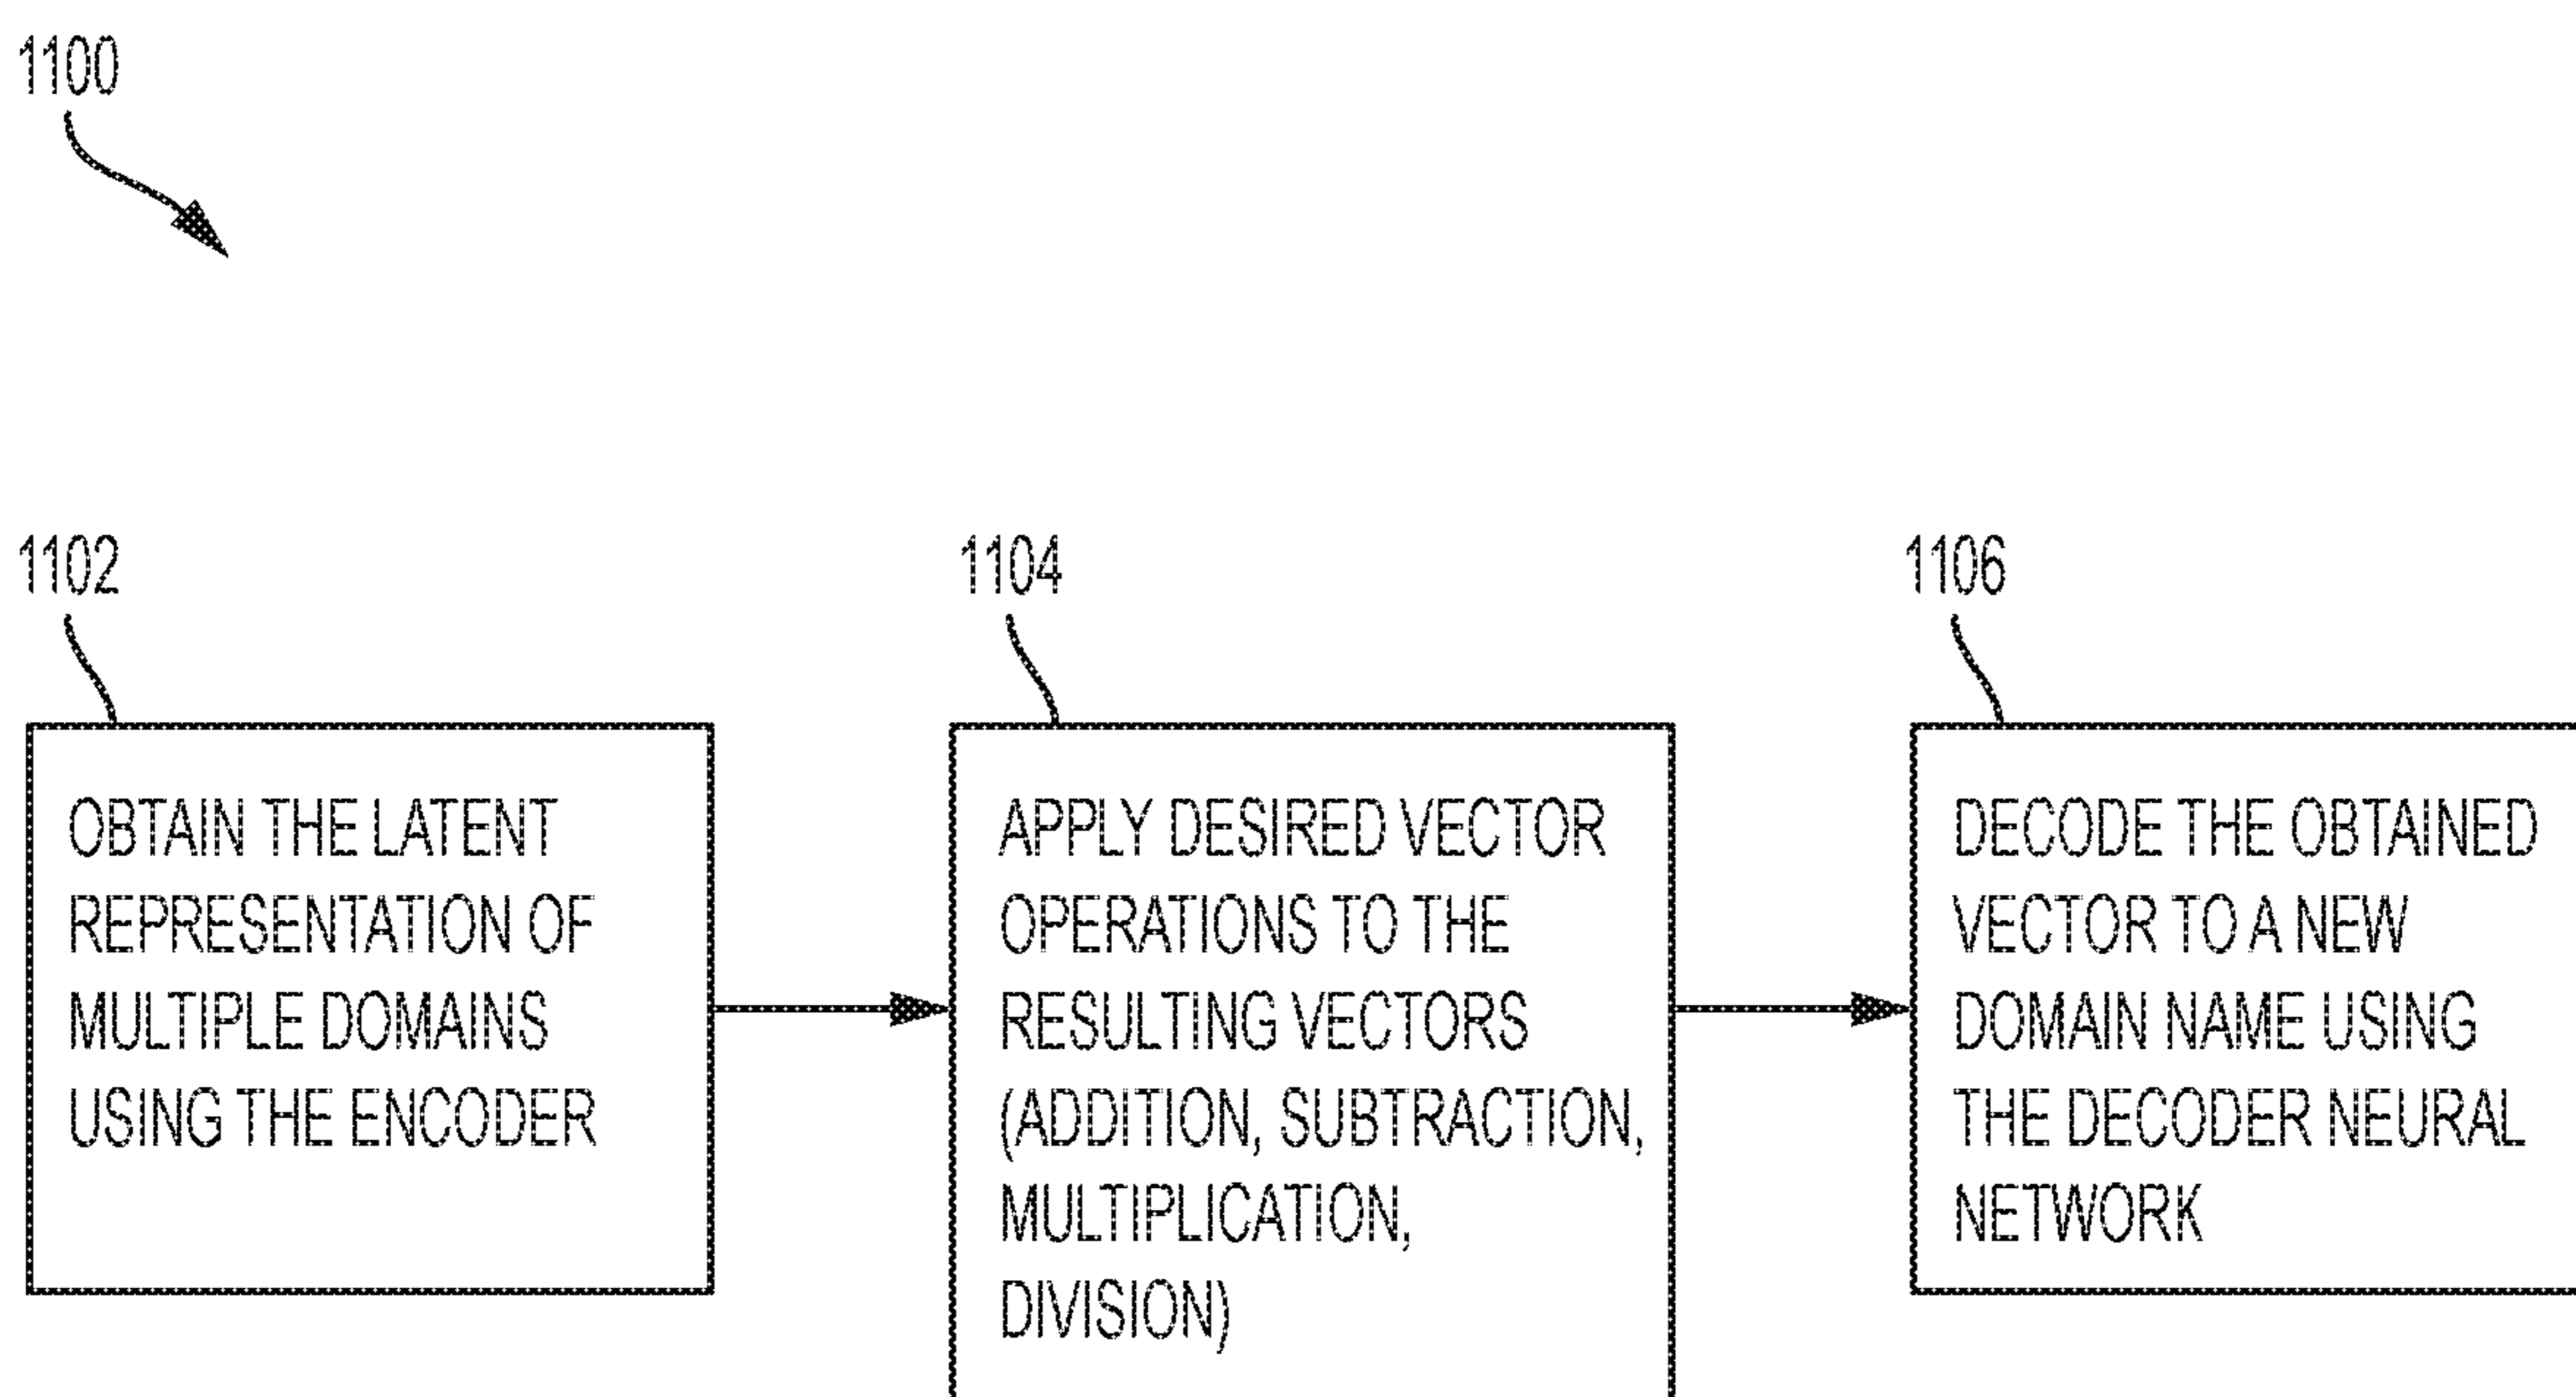 1100
1102
OBTAIN THE LATENT
REPRESENTATION OF
MULTIPLE DOMAINS
USING THE ENCODER
1104
APPLY DESIRED VECTOR
OPERATIONS TO THE
RESULTING VECTORS
(ADDITION, SUBTRACTION,
MULTIPLICATION,
DIVISION)
1106
DECODE THE OBTAINED
VECTOR TO A NEW
DOMAIN NAME USING
THE DECODER NEURAL
NETWORK